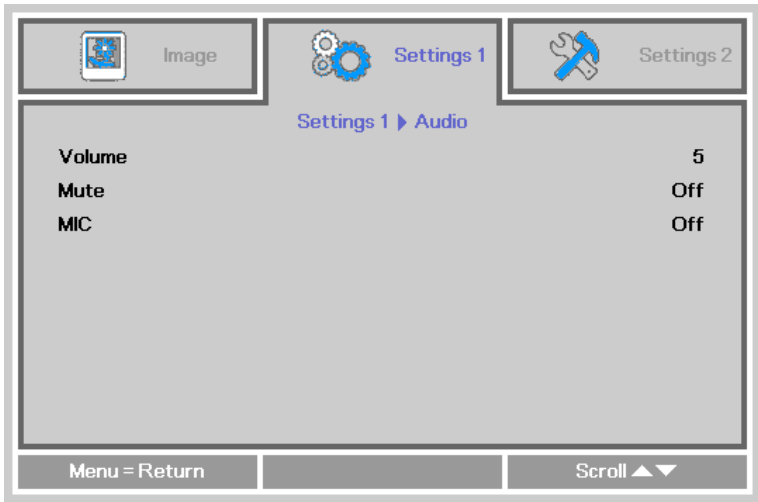 Image
Settings 1
Settings 2
Settings 1 ▶ Audio
Volume 5
Mute Off
MIC Off
Menu = Return
Scroll ▲▼